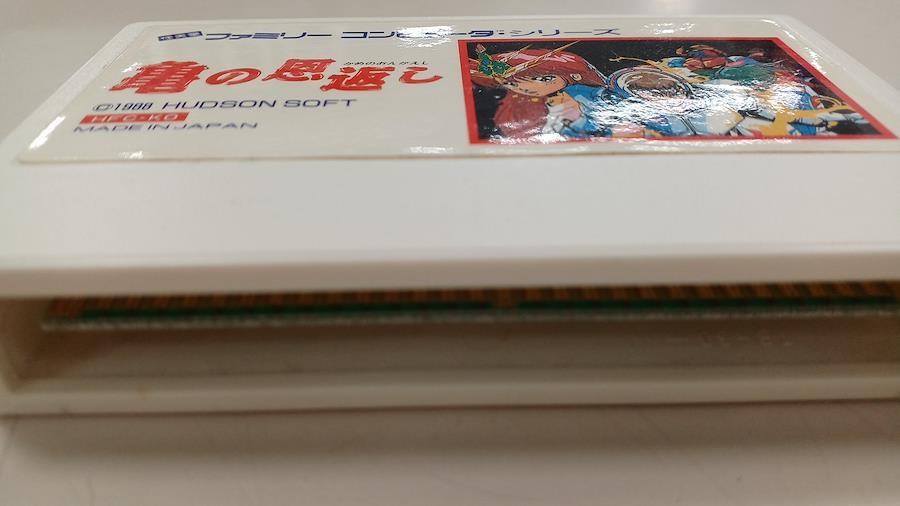 ファミリー コンピュータ シリーズ
かめのおんがえし
亀の恩返し
©1988 HUDSON SOFT
HFC-KO
MADE IN JAPAN